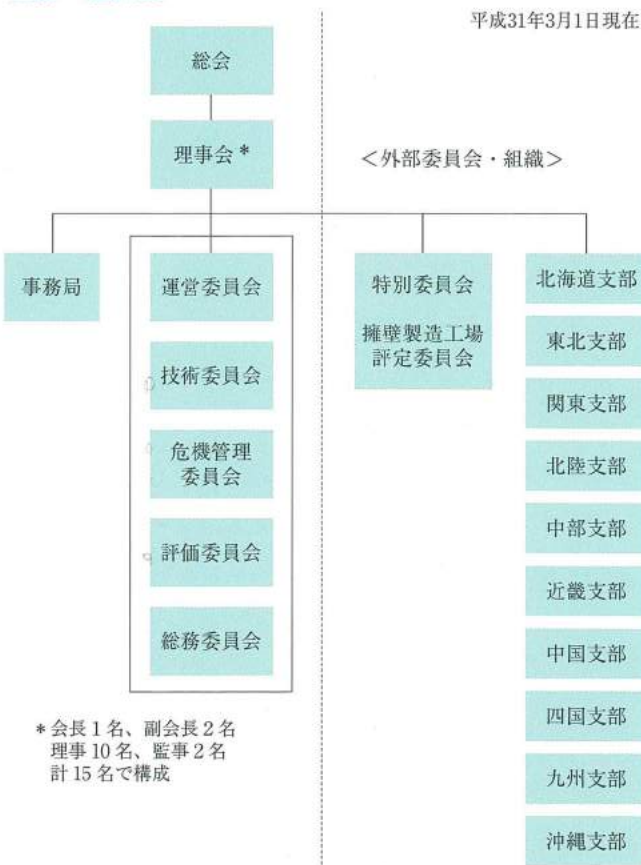 平成31年3月1日現在
総会
理事会*
＜外部委員会・組織＞
事務局
運営委員会
技術委員会
危機管理
委員会
評価委員会
総務委員会
特別委員会
擁壁製造工場
評定委員会
北海道支部
東北支部
関東支部
北陸支部
中部支部
近畿支部
中国支部
四国支部
九州支部
沖縄支部
*会長1名、副会長2名
理事10名、監事2名
計15名で構成